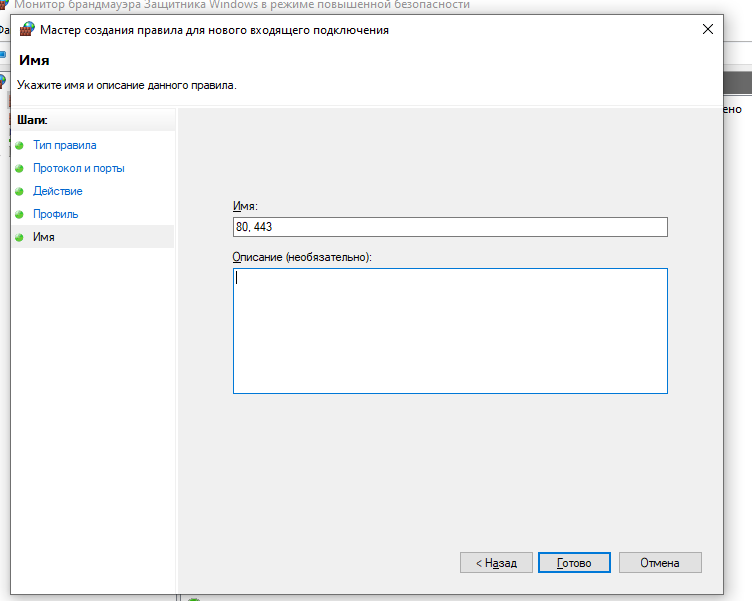 Монитор брандмауэра Защитника Windows в режиме повышенной безопасности
Мастер создания правила для нового входящего подключения
Имя
Укажите имя и описание данного правила.
ено
Шаги:
Тип правила
Протокол и порты
Действие
Профиль
Имя
Имя:
80, 443
Описание (необязательно):
< Назад
Готово
Отмена